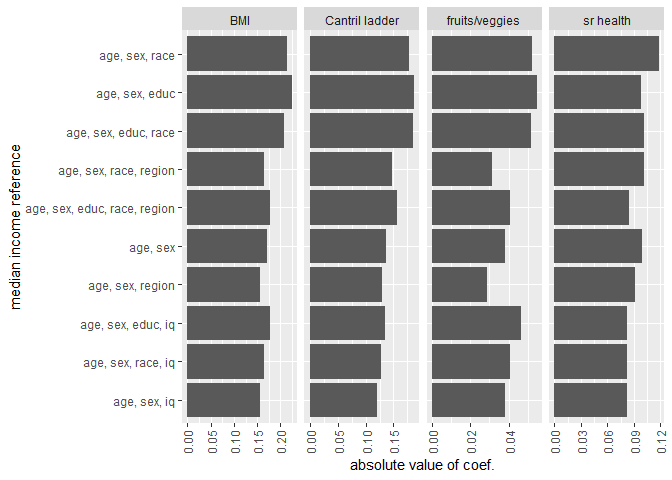 BMI
Cantril ladder
fruits/veggies
sr health
median income reference
age, sex, race
age, sex, educ
age, sex, educ, race
age, sex, race, region
age, sex, educ, race, region
age, sex
age, sex, region
age, sex, educ, iq
age, sex, race, iq
age, sex, iq
0.00 0.05 0.10 0.15 0.20
0.00 0.05 0.10 0.15
0.00 0.02 0.04
0.00 0.03 0.06 0.09 0.12
absolute value of coef.